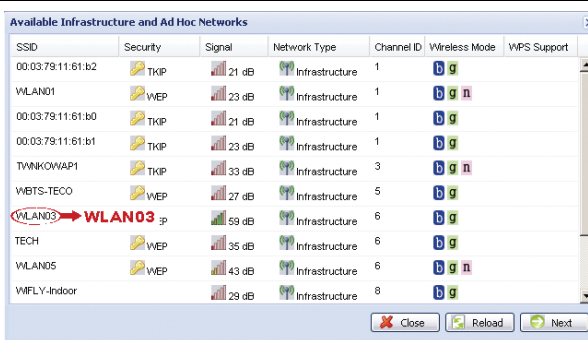 Available Infrastructure and Ad Hoc Networks
SSID Security Signal Network Type Channel ID Wireless Mode WPS Support
00:03:79:11:61:b2 TKIP 21 dB Infrastructure 1 b g
WLAN01 WEP 23 dB Infrastructure 1 b g n
00:03:79:11:61:b0 TKIP 21 dB Infrastructure 1 b g
00:03:79:11:61:b1 TKIP 23 dB Infrastructure 1 b g
TWNKOWAP1 TKIP 33 dB Infrastructure 3 b g n
WBTS-TECO WEP 27 dB Infrastructure 5 b g
WLAN03 WLAN03 EP 59 dB Infrastructure 6 b g
TECH WEP 35 dB Infrastructure 6 b g
WLAN05 WEP 43 dB Infrastructure 6 b g n
WIFLY-Indoor 29 dB Infrastructure 8 b g
Close Reload Next